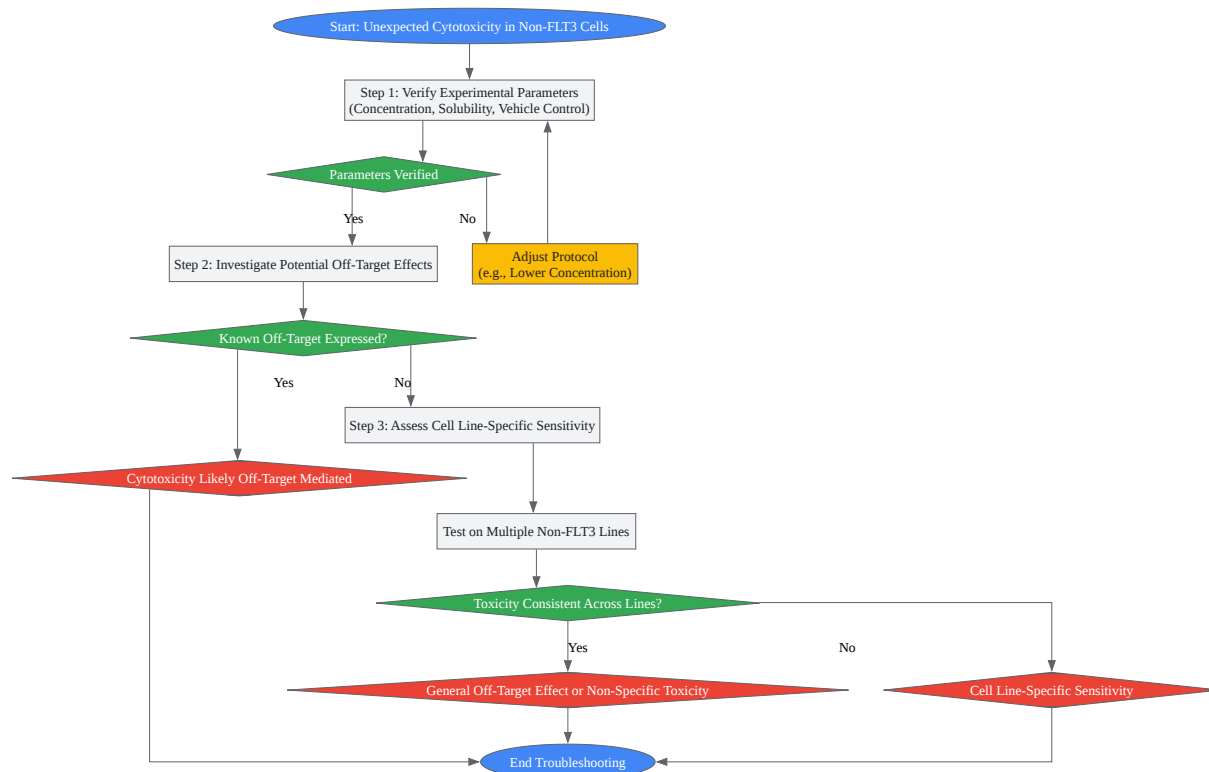 Start: Unexpected Cytotoxicity in Non-FLT3 Cells
Step 1: Verify Experimental Parameters
(Concentration, Solubility, Vehicle Control)
Parameters Verified
Yes
No
Step 2: Investigate Potential Off-Target Effects
Adjust Protocol
(e.g., Lower Concentration)
Known Off-Target Expressed?
Yes
No
Step 3: Assess Cell Line-Specific Sensitivity
Cytotoxicity Likely Off-Target Mediated
Test on Multiple Non-FLT3 Lines
Toxicity Consistent Across Lines?
Yes
No
General Off-Target Effect or Non-Specific Toxicity
Cell Line-Specific Sensitivity
End Troubleshooting